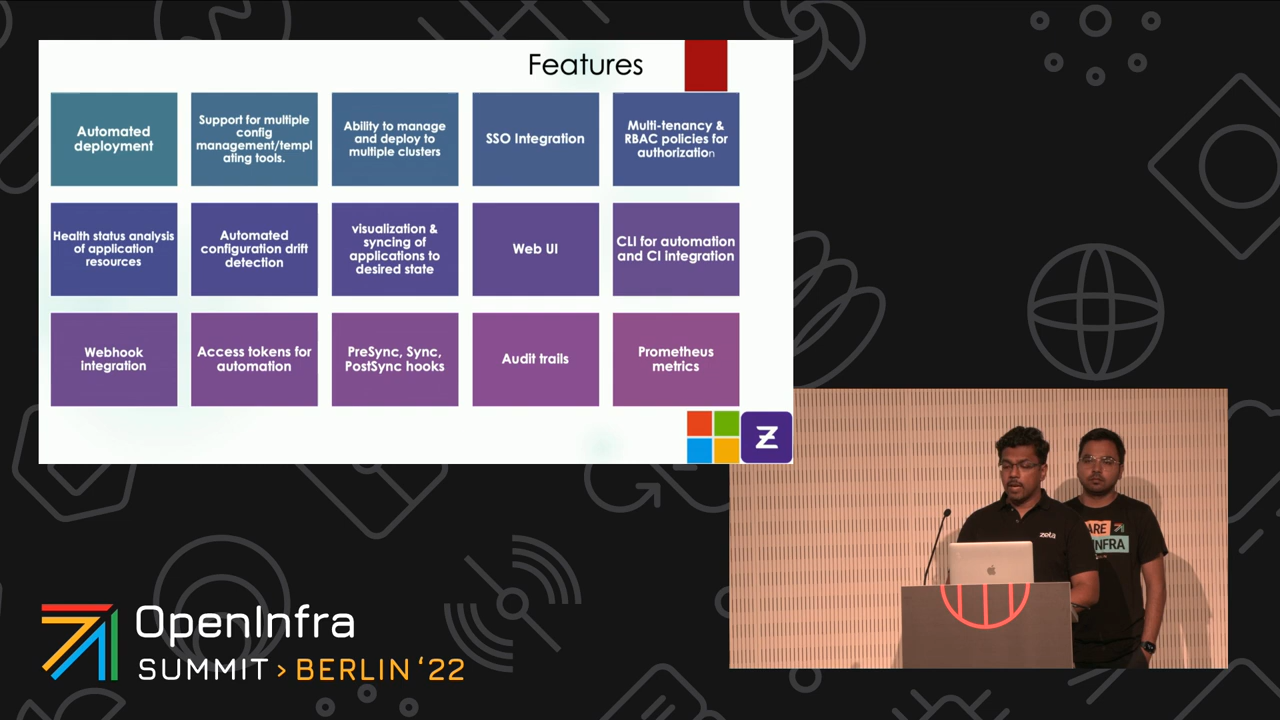 Features
Automated
deployment
Support for multiple
config
management/templ
ating tools.
Ability to manage
and deploy to
multiple clusters
SSO Integration
Multi-tenancy &
RBAC policies for
authorization
Health status analysis
of application
resources
Automated
configuration drift
detection
visualization &
syncing of
applications to
desired state
Web UI
CLI for automation
and CI integration
Webhook
integration
Access tokens for
automation
PreSync, Sync,
PostSync hooks
Audit trails
Prometheus
metrics
Z
zeta
ARE
INFRA
OpenInfra
SUMMIT > BERLIN '22